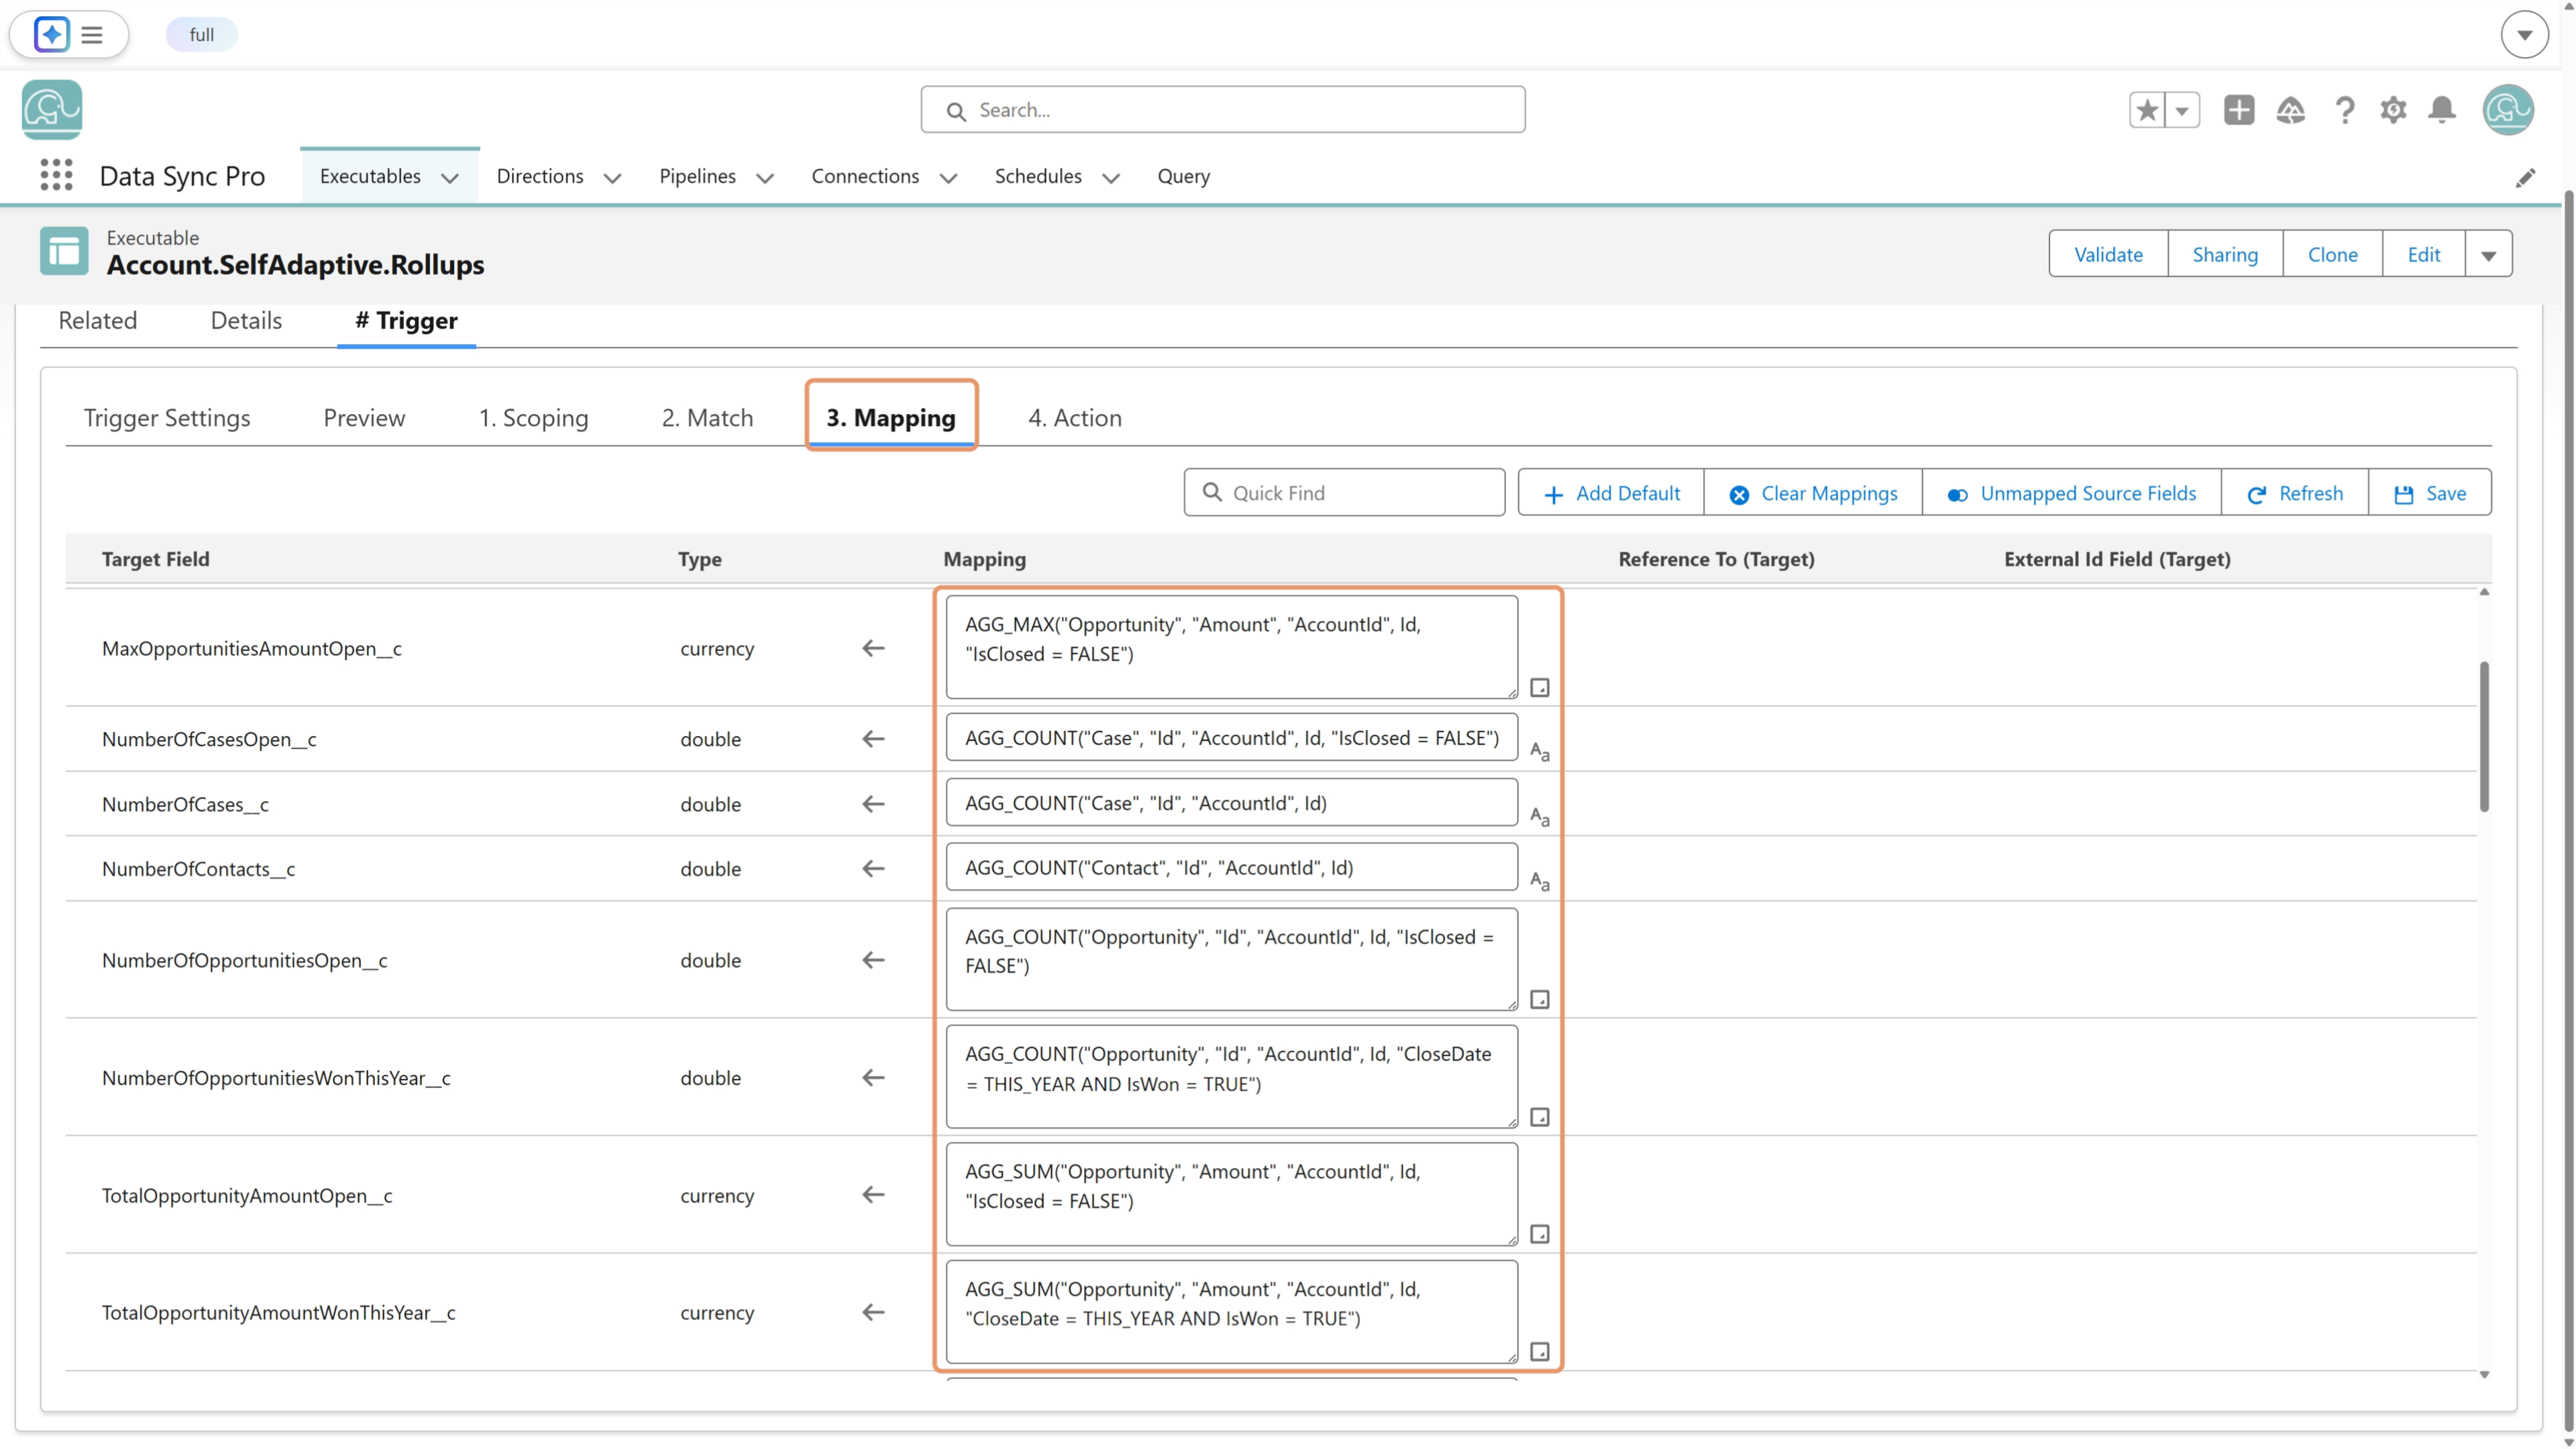 full
Search...
Data Sync Pro
Executables
Directions
Pipelines
Connections
Schedules
Query
Executable
Account.SelfAdaptive.Rollups
Validate
Sharing
Clone
Edit
Related
Details
# Trigger
Trigger Settings
Preview
1. Scoping
2. Match
3. Mapping
4. Action
Quick Find
Add Default
Clear Mappings
Unmapped Source Fields
Refresh
Save
Target Field
Type
Mapping
Reference To (Target)
External Id Field (Target)
MaxOpportunitiesAmountOpen__c
currency
AGG_MAX("Opportunity", "Amount", "AccountId", Id,
"IsClosed = FALSE")
NumberOfCasesOpen__c
double
AGG_COUNT("Case", "Id", "AccountId", Id, "IsClosed = FALSE")
Aa
NumberOfCases__c
double
AGG_COUNT("Case", "Id", "AccountId", Id)
Aa
NumberOfContacts__c
double
AGG_COUNT("Contact", "Id", "AccountId", Id)
Aa
NumberOfOpportunitiesOpen__c
double
AGG_COUNT("Opportunity", "Id", "AccountId", Id, "IsClosed =
FALSE")
NumberOfOpportunitiesWonThisYear__c
double
AGG_COUNT("Opportunity", "Id", "AccountId", Id, "CloseDate
= THIS_YEAR AND IsWon = TRUE")
TotalOpportunityAmountOpen__c
currency
AGG_SUM("Opportunity", "Amount", "AccountId", Id,
"IsClosed = FALSE")
TotalOpportunityAmountWonThisYear__c
currency
AGG_SUM("Opportunity", "Amount", "AccountId", Id,
"CloseDate = THIS_YEAR AND IsWon = TRUE")